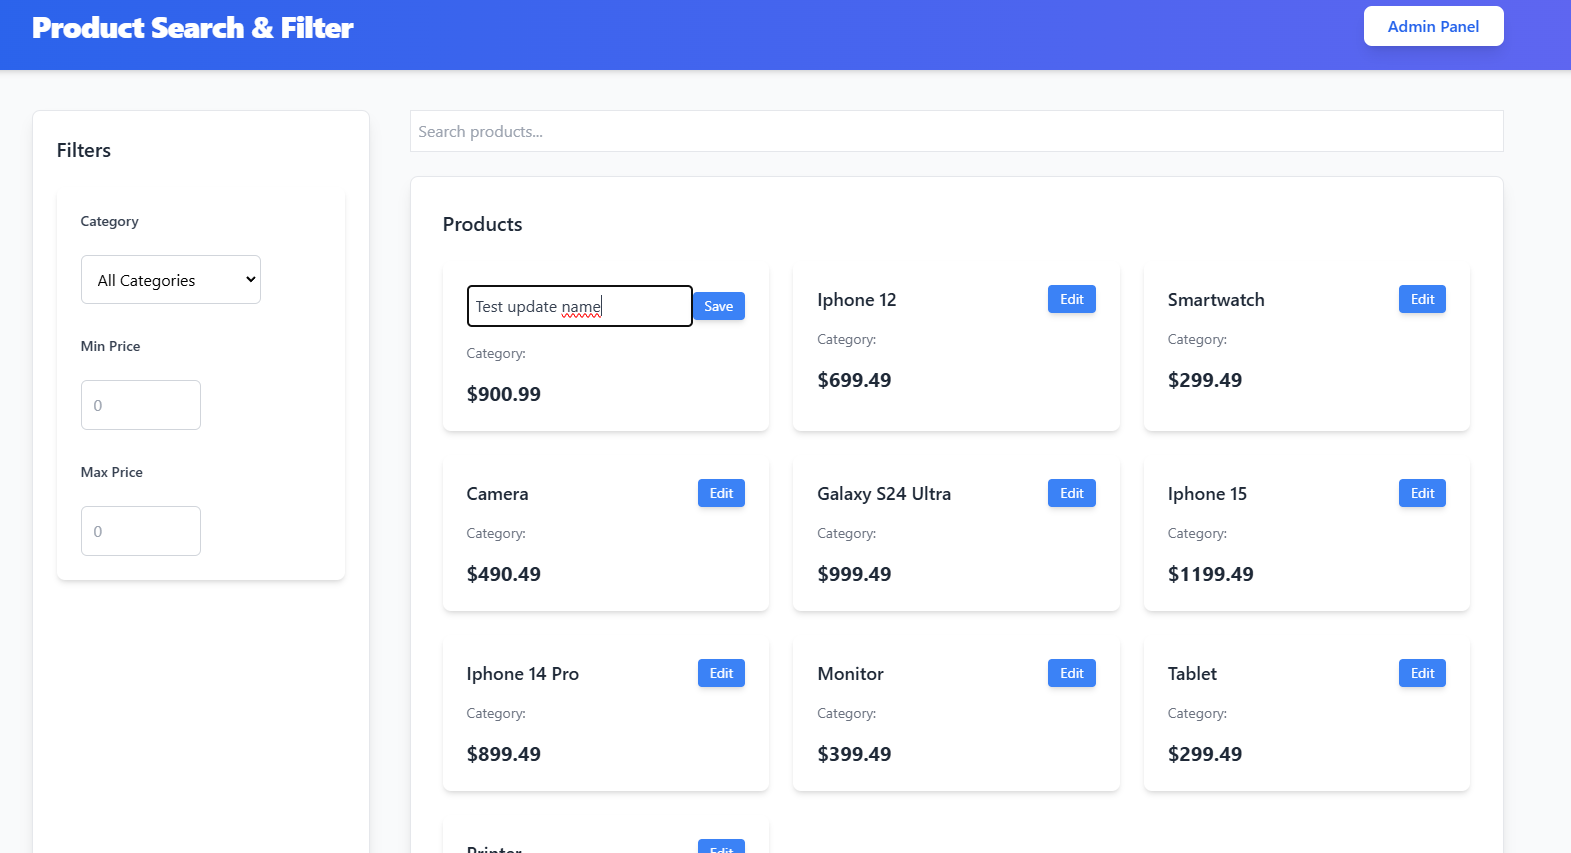 Product Search & Filter
Admin Panel
Filters
Category
All Categories
Min Price
0
Max Price
0
Search products...
Products
Test update name
Save
Category:
$900.99
Iphone 12
Edit
Category:
$699.49
Smartwatch
Edit
Category:
$299.49
Camera
Edit
Category:
$490.49
Galaxy S24 Ultra
Edit
Category:
$999.49
Iphone 15
Edit
Category:
$1199.49
Iphone 14 Pro
Edit
Category:
$899.49
Monitor
Edit
Category:
$399.49
Tablet
Edit
Category:
$299.49
Printer
Edit